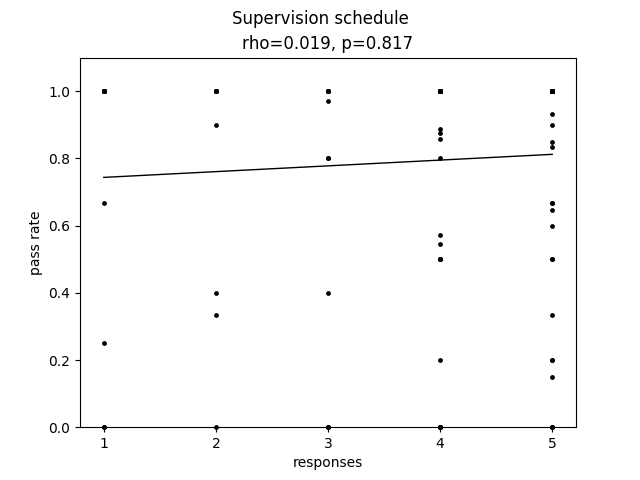 Supervision schedule
rho=0.019, p=0.817
1.0
0.8
0.6
0.4
0.2
0.0
pass rate
1 2 3 4 5
responses